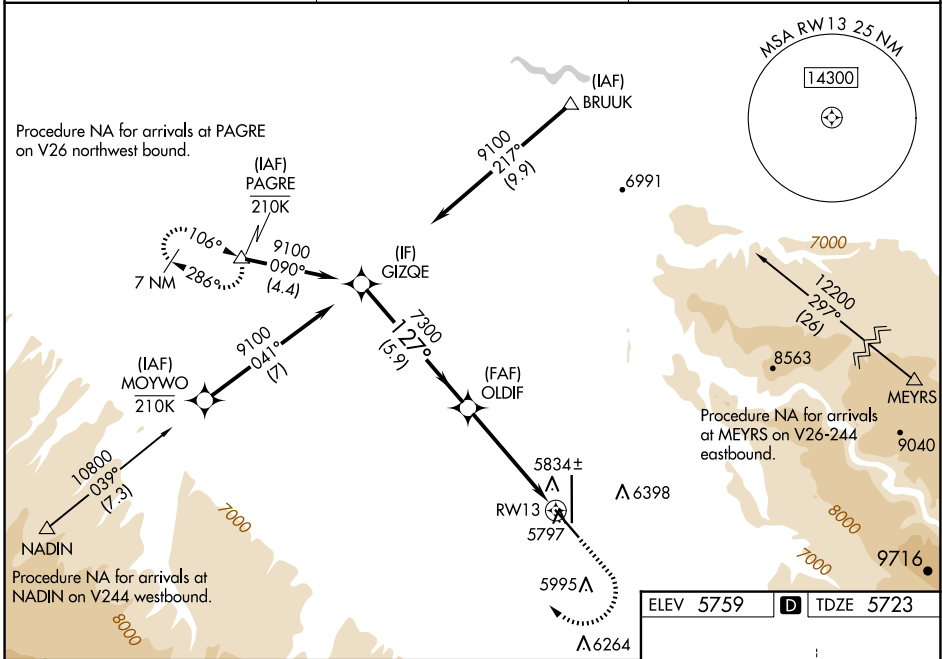 MSA RW13 25 NM
14300
(IAF)
BRUUK
9100
217°
(9.9)
6991
Procedure NA for arrivals at PAGRE
on V26 northwest bound.
(IAF)
PAGRE
210K
106°
286°
7 NM
9100
090°
(4.4)
(IF)
GIZQE
7000
12200
297°
(26)
9100
041°
(7)
7300
127°
(5.9)
(IAF)
MOYWO
210K
(FAF)
OLDIF
8563
MEYRS
Procedure NA for arrivals
at MEYRS on V26-244
eastbound.
9040
10800
039°
(7.3)
NADIN
Procedure NA for arrivals at
NADIN on V244 westbound.
7000
8000
5834±
RW13
5797
6398
5995
6264
8000
7000
9716
ELEV 5759 D TDZE 5723